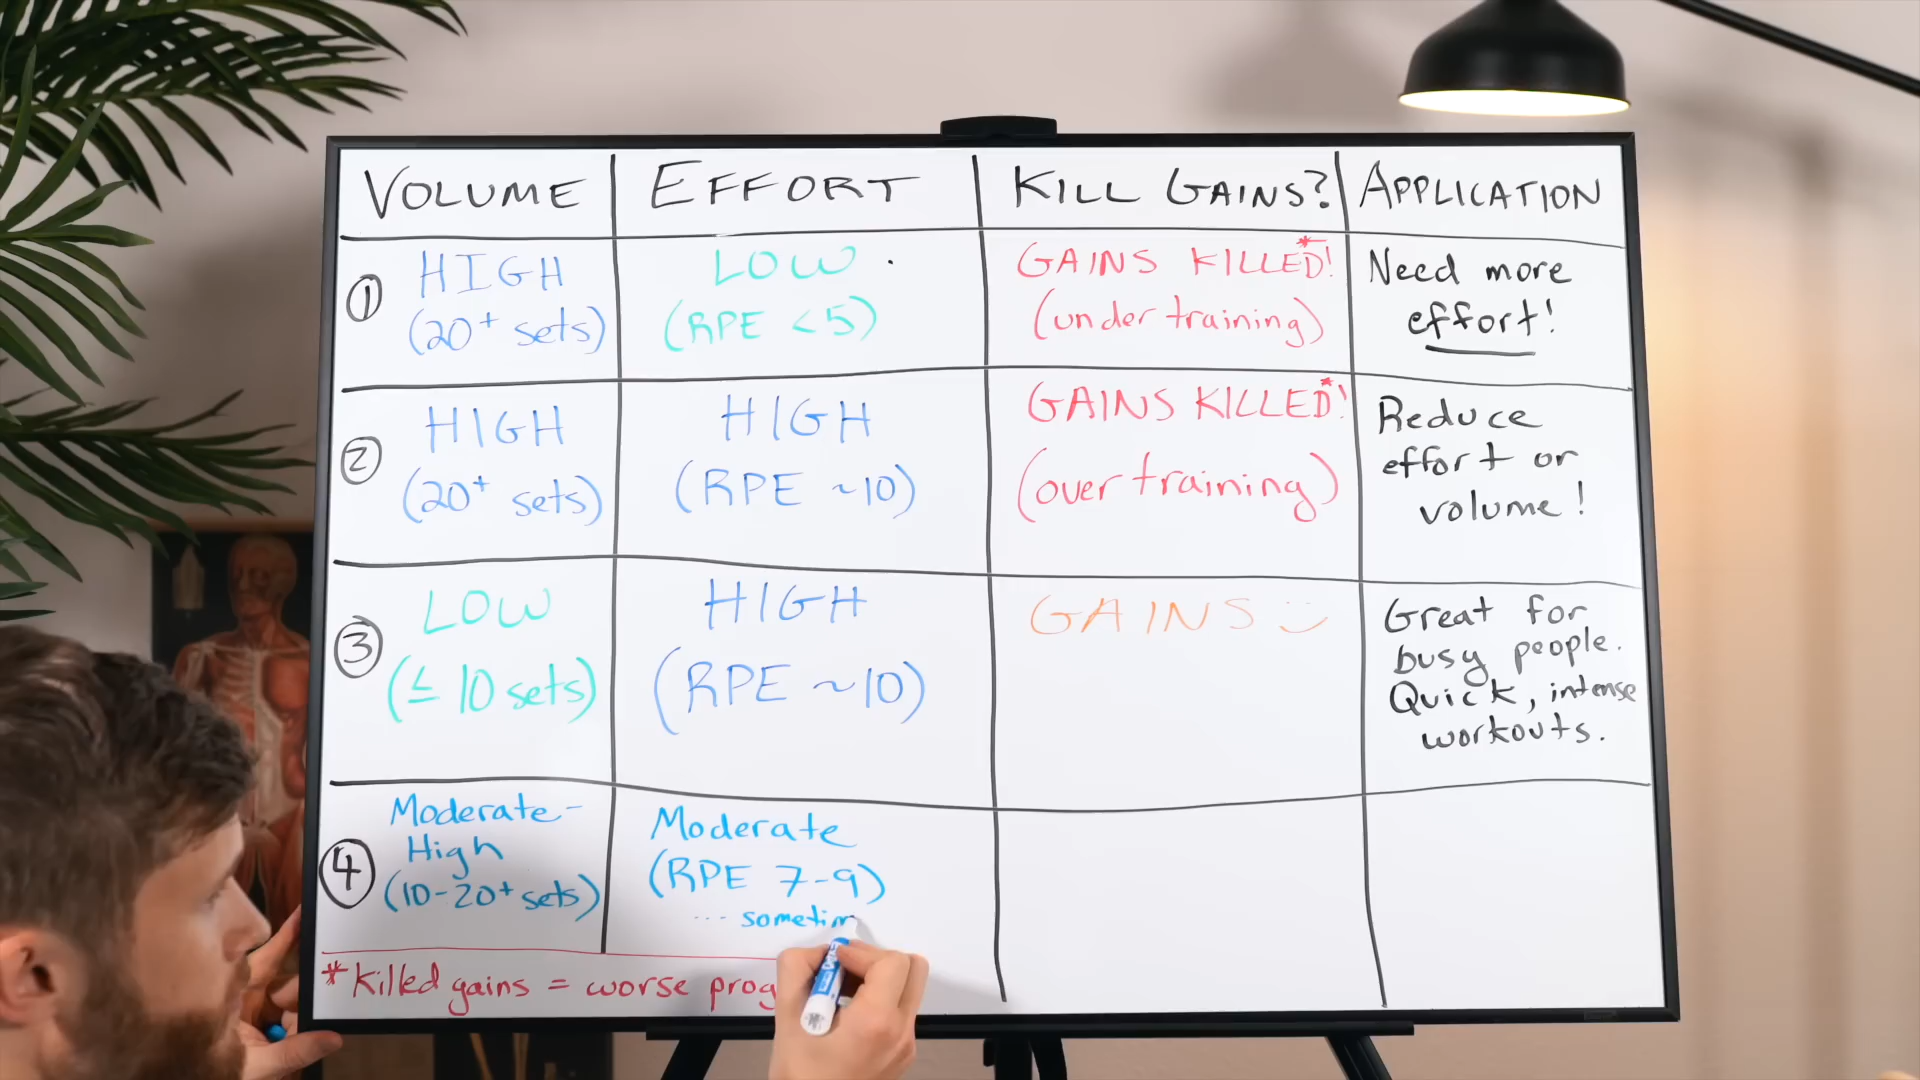 VOLUME EFFORT KILL GAINS? APPLICATION
① HIGH
(20+ sets)
LOW .
(RPE <5)
GAINS KILLED*!
(under training)
Need more
effort!
② HIGH
(20+ sets)
HIGH
(RPE ~10)
GAINS KILLED*!
(over training)
Reduce
effort or
volume!
③ LOW
(≤ 10 sets)
HIGH
(RPE ~10)
GAINS
Great for
busy people.
Quick, intense
workouts.
④ Moderate-
High
(10-20+ sets)
Moderate
(RPE 7-9)
... sometim
*Killed gains = worse prog